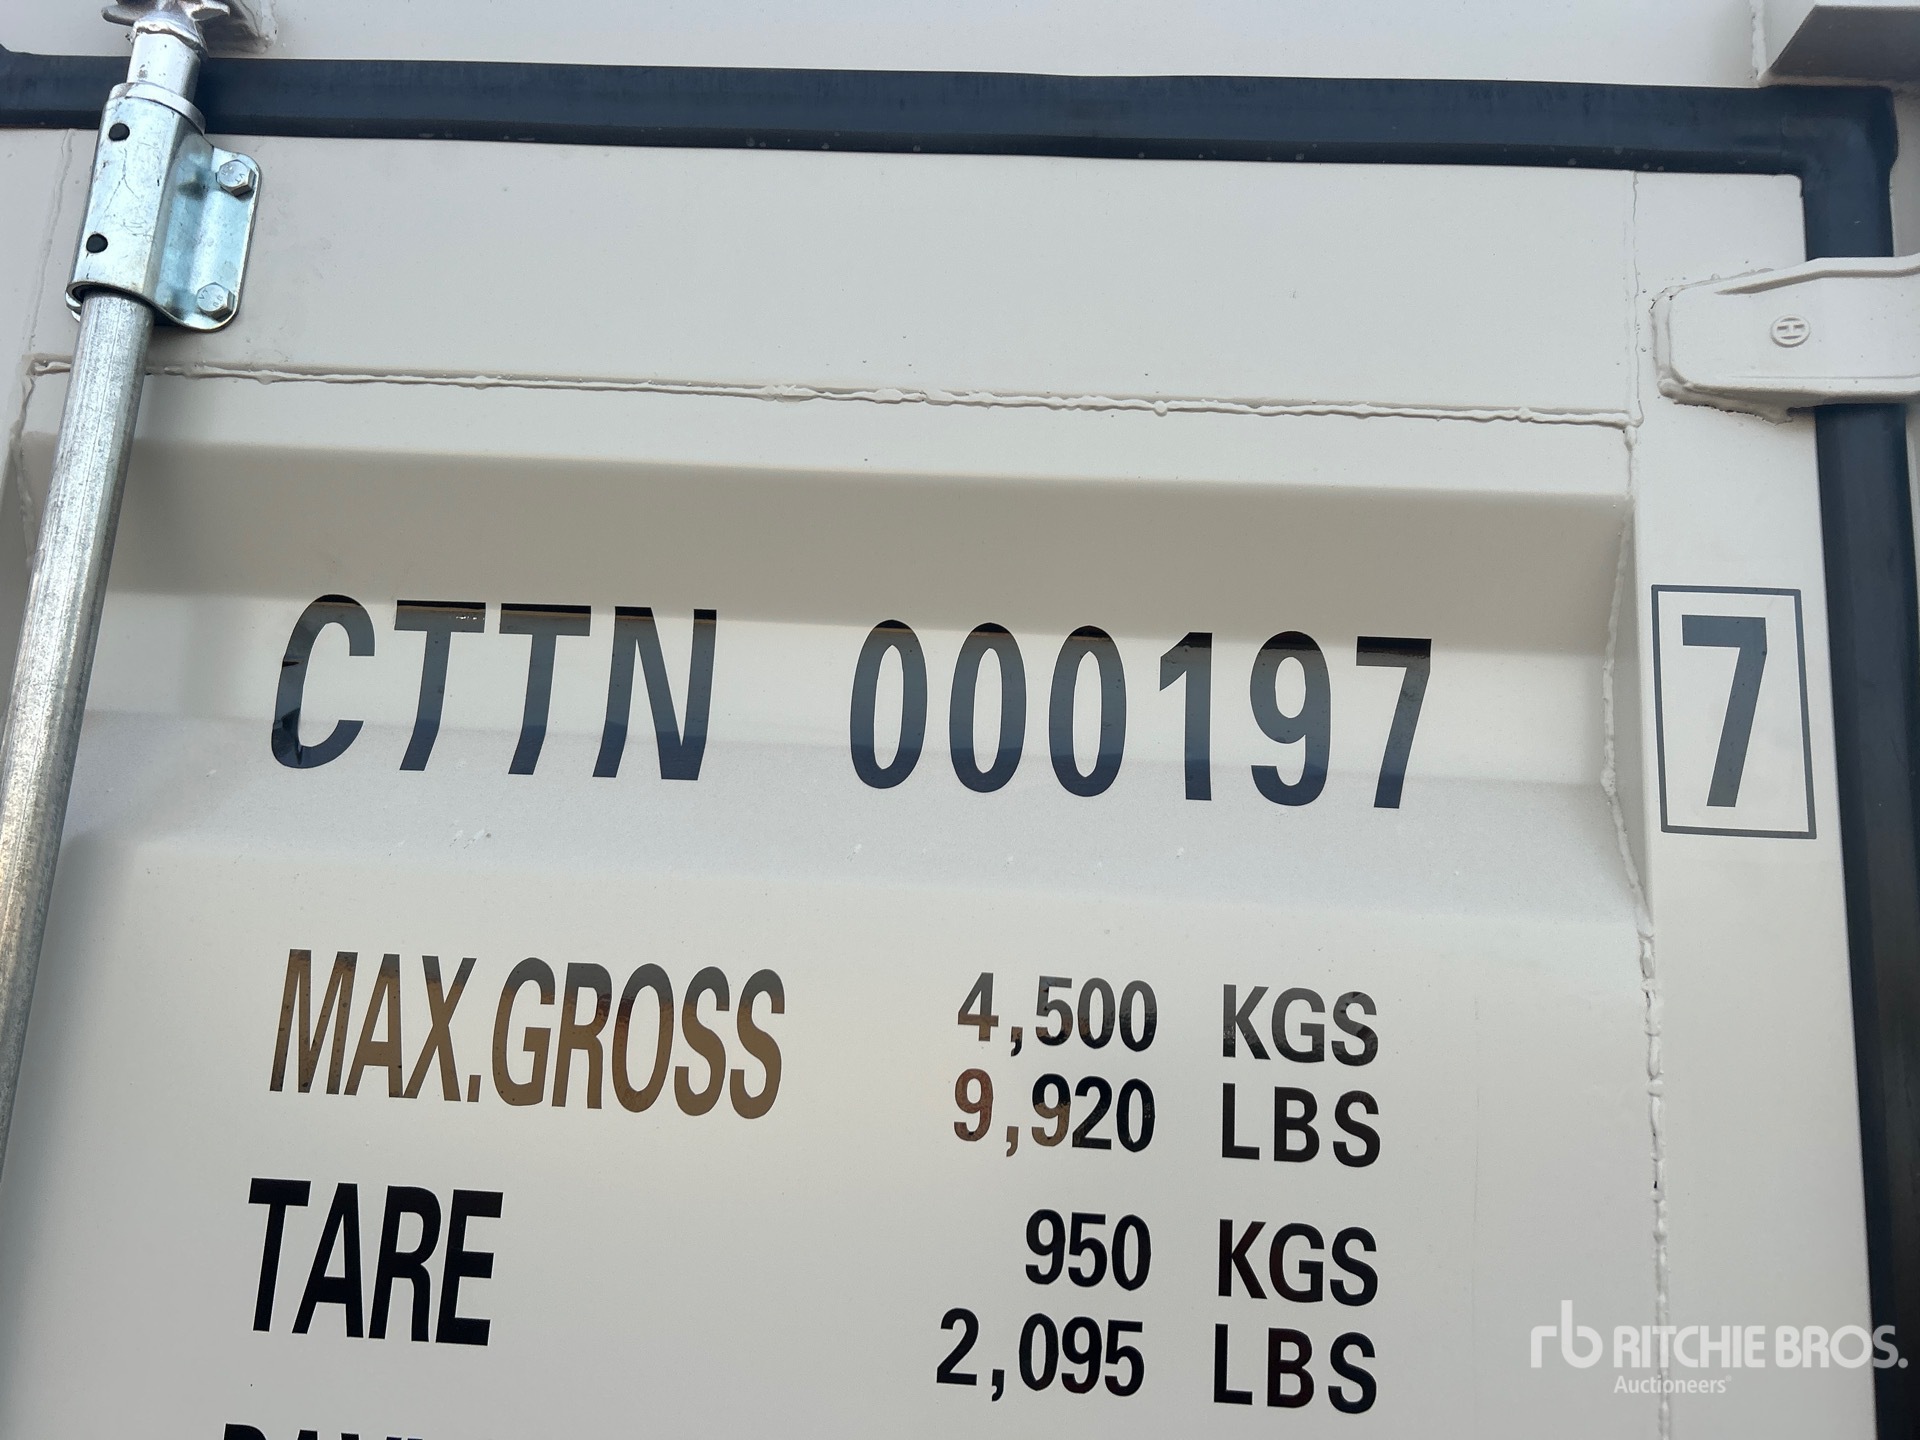 CTTN 000197 7
MAX.GROSS 4,500 KGS
9,920 LBS
TARE 950 KGS
2,095 LBS
H
rb RITCHIE BROS.
Auctioneers